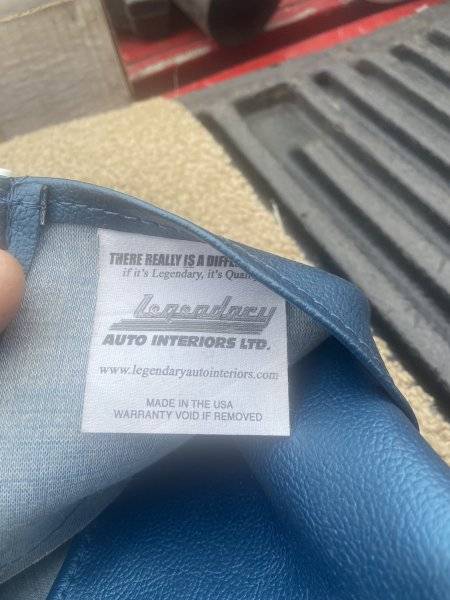 THERE REALLY IS A
if it's Legendary, it's
Legendary
AUTO INTERIORS LTD.
www.legendaryautointeriors.com
MADE IN THE USA
WARRANTY VOID IF REMOVED